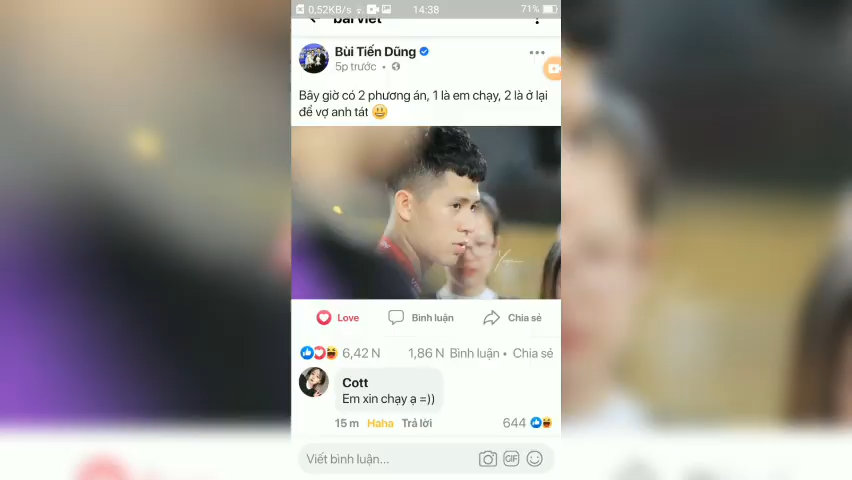 0,52KB/s
14:38
71%
bài viết
Bùi Tiến Dũng
5p trước
Bây giờ có 2 phương án, 1 là em chạy, 2 là ở lại
để vợ anh tát
Love
Bình luận
Chia sẻ
6,42 N
1,86 N Bình luận • Chia sẻ
Cott
Em xin chạy ạ =))
15 m Haha Trả lời
644
Viết bình luận...
GIF